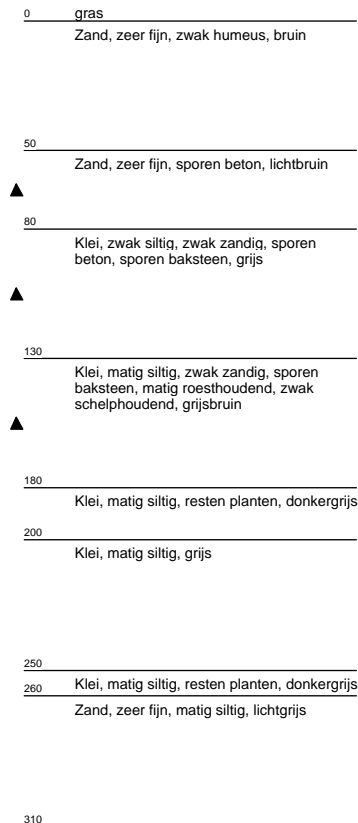 0 gras
Zand, zeer fijn, zwak humeus, bruin
50
Zand, zeer fijn, sporen beton, lichtbruin
80
Klei, zwak siltig, zwak zandig, sporen
beton, sporen baksteen, grijs
130
Klei, matig siltig, zwak zandig, sporen
baksteen, matig roesthoudend, zwak
schelphoudend, grijsbruin
180
Klei, matig siltig, resten planten, donkergrijs
200
Klei, matig siltig, grijs
250
Klei, matig siltig, resten planten, donkergrijs
260
Zand, zeer fijn, matig siltig, lichtgrijs
310